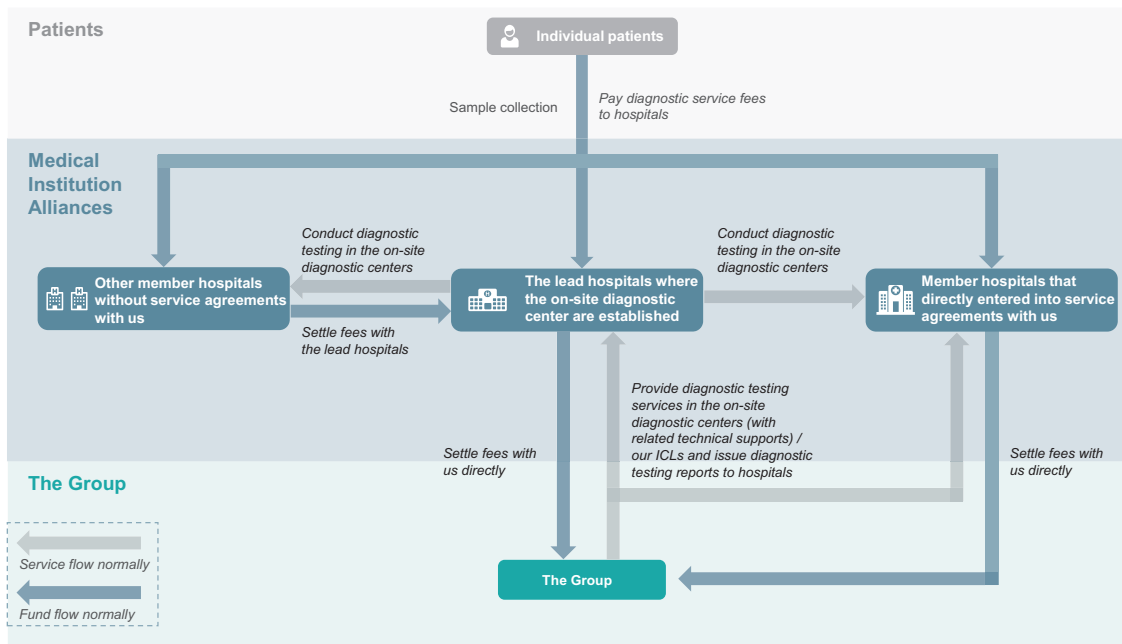 Patients
Individual patients
Sample collection
Pay diagnostic service fees
to hospitals
Medical
Institution
Alliances
Conduct diagnostic
testing in the on-site
diagnostic centers
Conduct diagnostic
testing in the on-site
diagnostic centers
Other member hospitals
without service agreements
with us
H
The lead hospitals where
the on-site diagnostic
center are established
Member hospitals that
directly entered into service
agreements with us
Settle fees with
the lead hospitals
Provide diagnostic testing
services in the on-site
diagnostic centers (with
related technical supports) /
our ICLs and issue diagnostic
testing reports to hospitals
Settle fees with
us directly
Settle fees with
us directly
The Group
Service flow normally
Fund flow normally
The Group